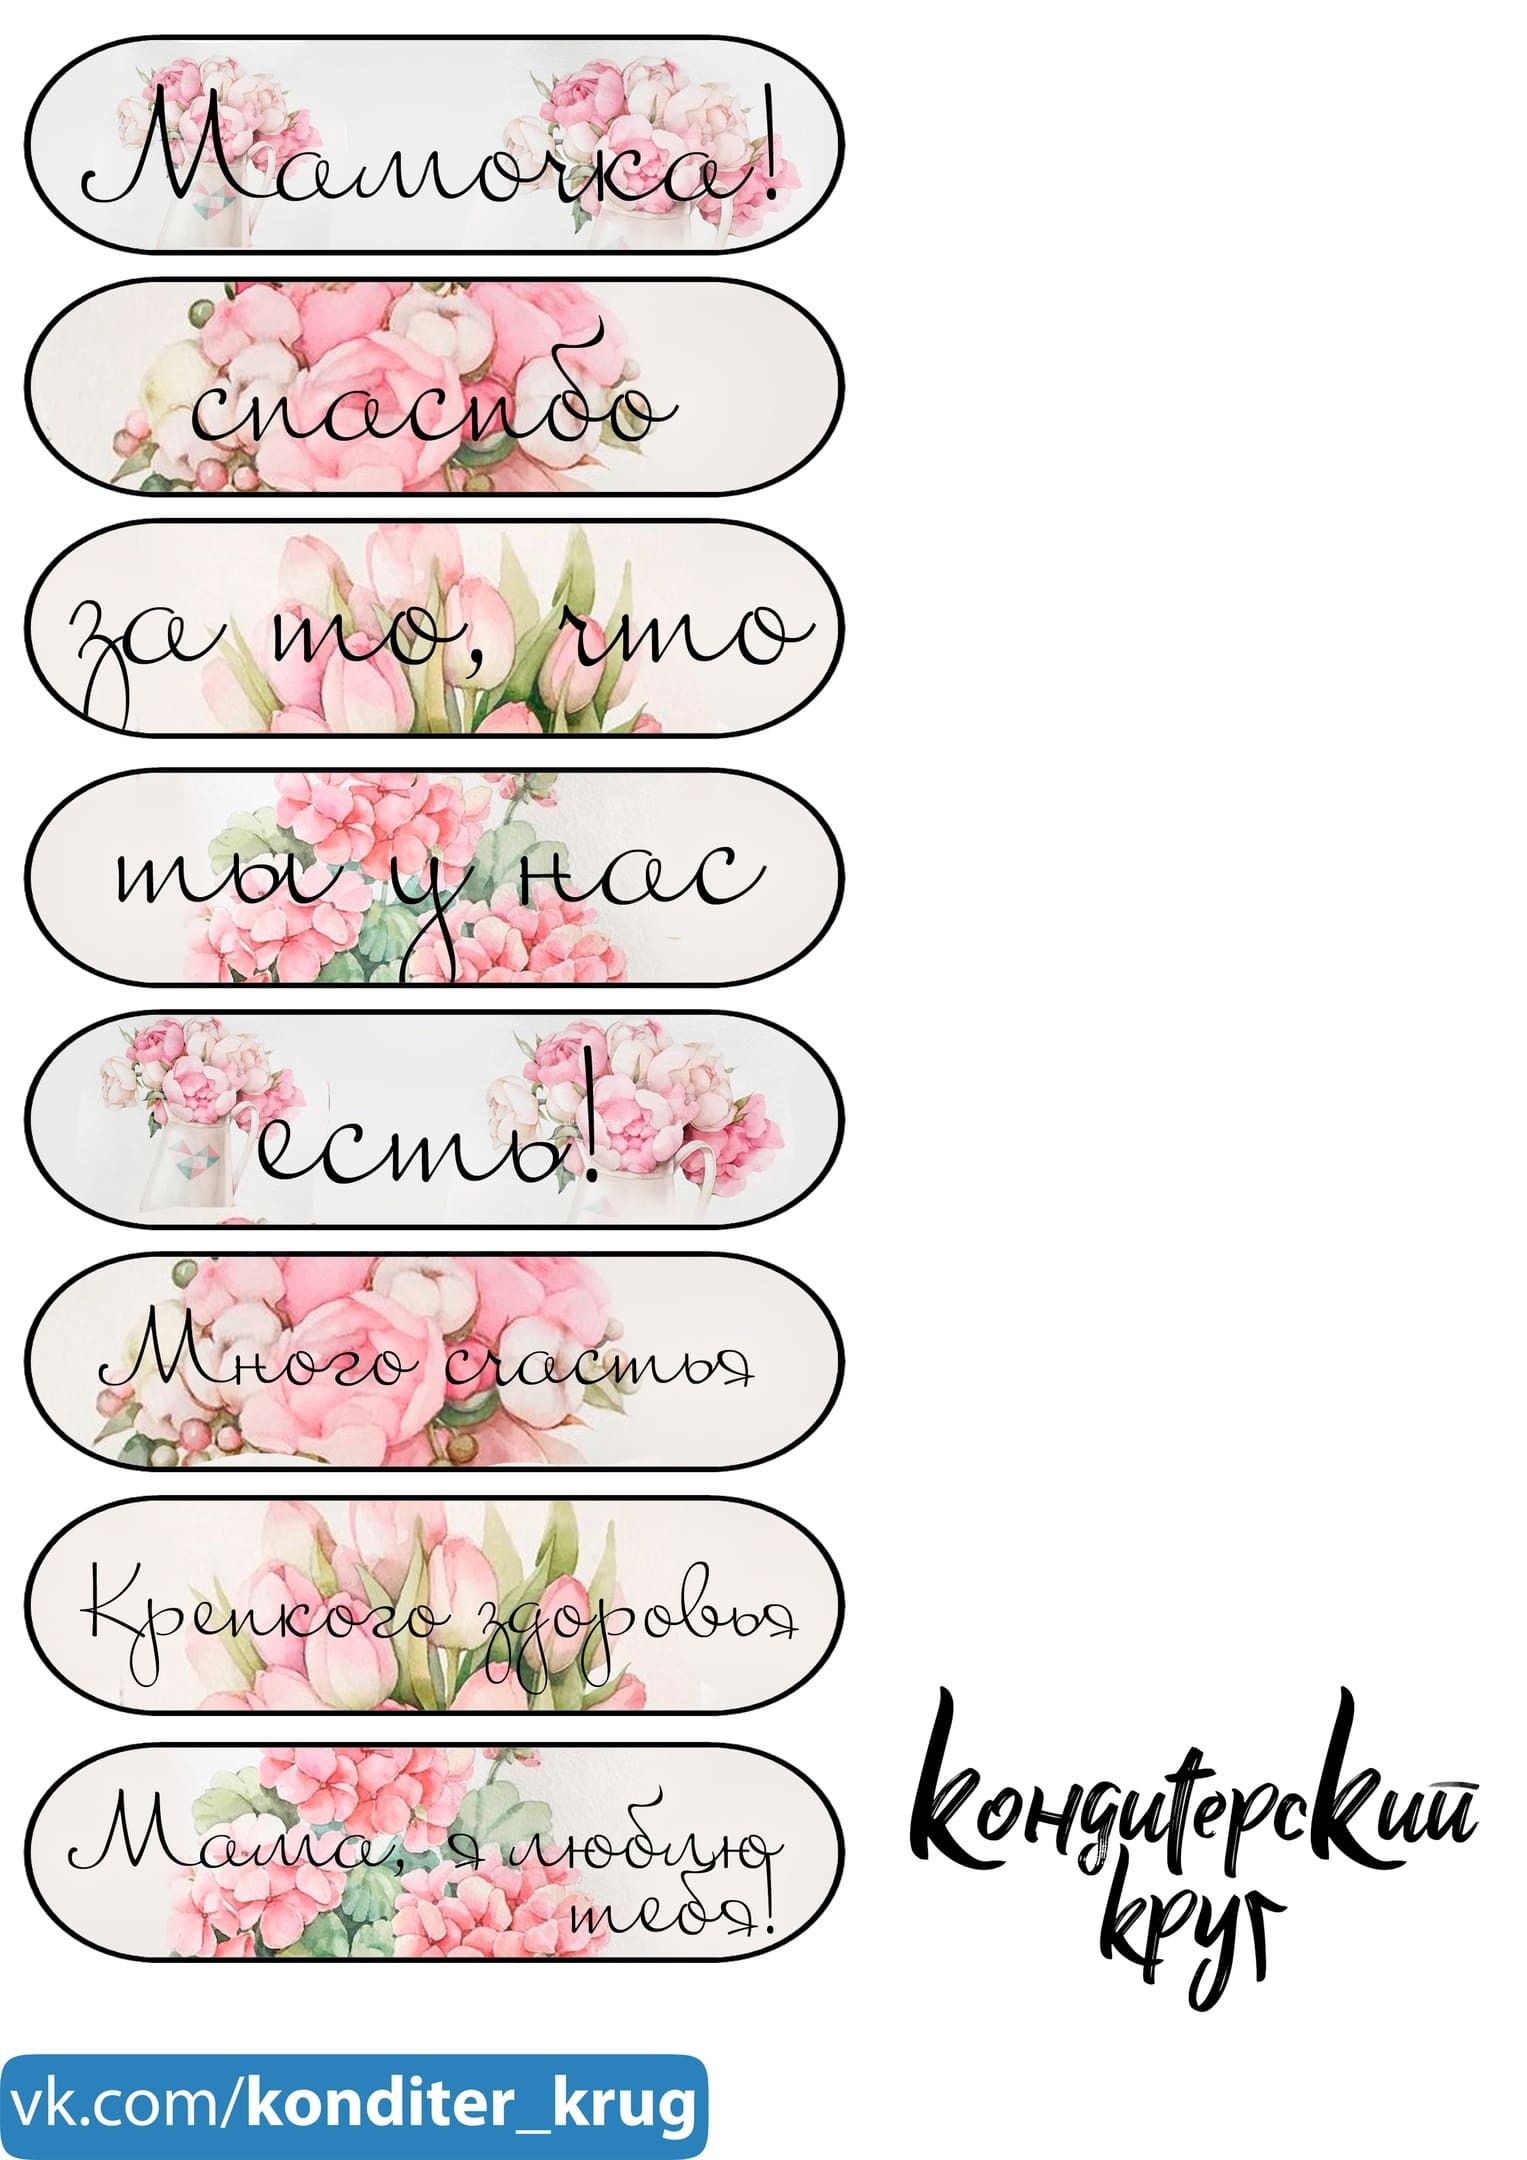 Мамочка!
спасибо
за то, что
ты у нас
есть!
Много счастья
Крепкого здоровья
Мама, я люблю
тебя!
кондитерский
круг
vk.com/konditer_krug